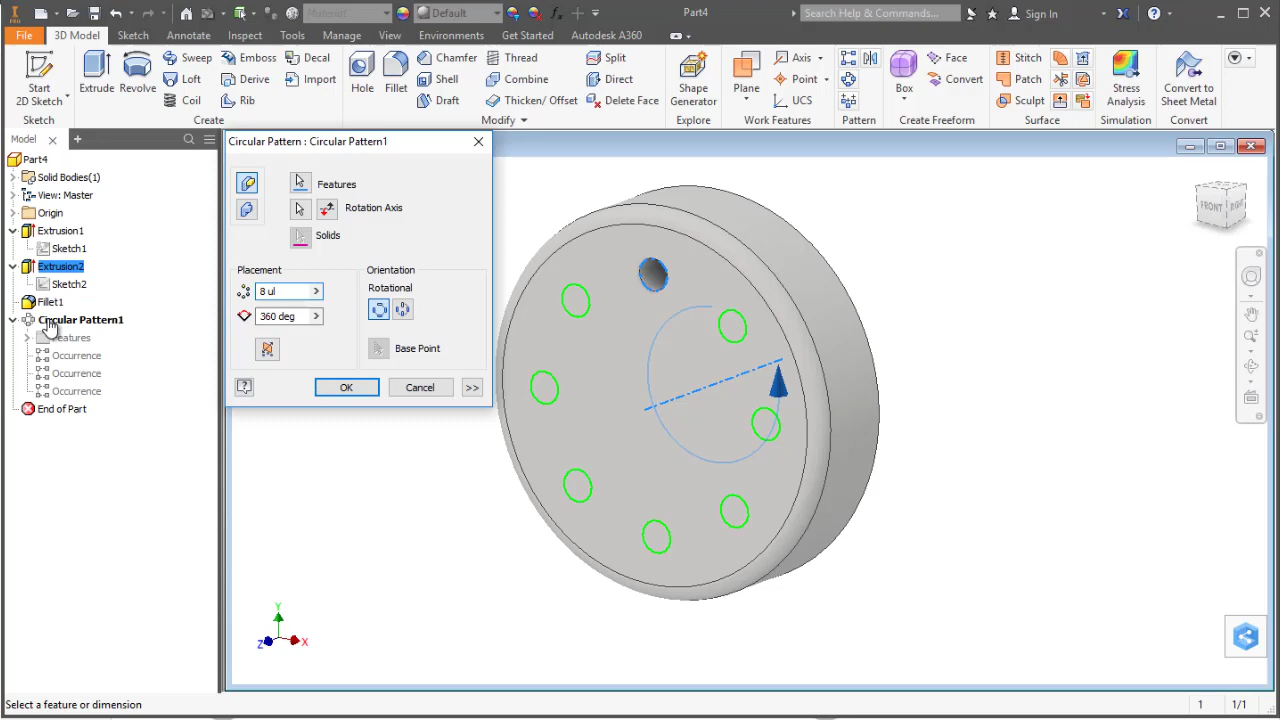 PRO
Material
Default
Part4
Search Help & Commands...
Sign In
File
3D Model
Sketch
Annotate
Inspect
Tools
Manage
View
Environments
Get Started
Autodesk A360
Start
2D Sketch
Extrude
Revolve
Sweep
Loft
Coil
Emboss
Derive
Rib
Decal
Import
Hole
Fillet
Chamfer
Shell
Draft
Thread
Combine
Thicken/ Offset
Split
Direct
Delete Face
Shape
Generator
Plane
Axis
Point
UCS
Box
Face
Convert
Stitch
Patch
Sculpt
Stress
Analysis
Convert to
Sheet Metal
Sketch
Create
Modify
Explore
Work Features
Pattern
Create Freeform
Surface
Simulation
Convert
Model
Part4
Solid Bodies(1)
View: Master
Origin
Extrusion1
Sketch1
Extrusion2
Sketch2
Fillet1
Circular Pattern1
Features
Occurrence
Occurrence
Occurrence
End of Part
Circular Pattern : Circular Pattern1
Features
Rotation Axis
Solids
Placement
8 ul
360 deg
Orientation
Rotational
Base Point
OK
Cancel
>>
FRONT
RIGHT
Y
Z
X
Select a feature or dimension
1
1/1